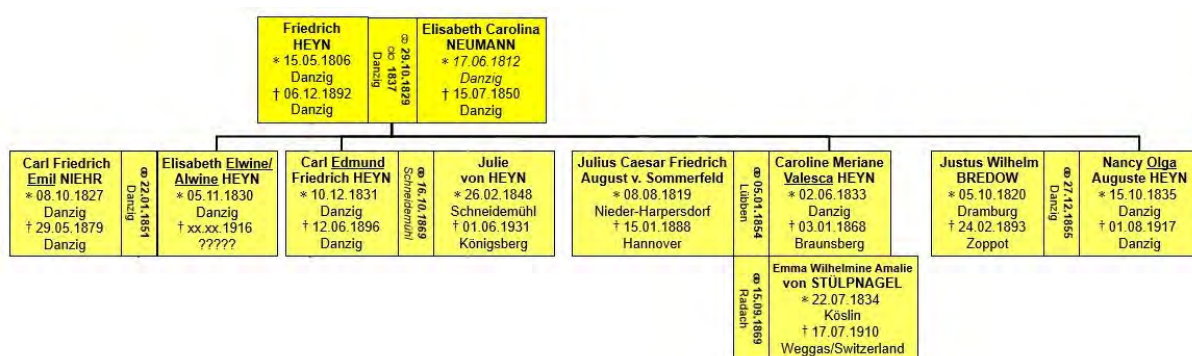 Friedrich
HEYN
* 15.05.1806
Danzig
† 06.12.1892
Danzig
⚭ 29.10.1829
o|o 1837
Danzig
Elisabeth Carolina
NEUMANN
* 17.06.1812
Danzig
† 15.07.1850
Danzig
Carl Friedrich
Emil NIEHR
* 08.10.1827
Danzig
† 29.05.1879
Danzig
⚭ 22.01.1851
Danzig
Elisabeth Elwine/
Alwine HEYN
* 05.11.1830
Danzig
† xx.xx.1916
?????
Carl Edmund
Friedrich HEYN
* 10.12.1831
Danzig
† 12.06.1896
Danzig
⚭ 16.10.1869
Schneidemühl
Julie
von HEYN
* 26.02.1848
Schneidemühl
† 01.06.1931
Königsberg
Julius Caesar Friedrich
August v. Sommerfeld
* 08.08.1819
Nieder-Harpersdorf
† 15.01.1888
Hannover
⚭ 05.01.1854
Lübben
Caroline Meriane
Valesca HEYN
* 02.06.1833
Danzig
† 03.01.1868
Braunsberg
⚭ 15.09.1869
Radach
Emma Wilhelmine Amalie
von STÜLPNAGEL
* 22.07.1834
Köslin
† 17.07.1910
Weggas/Switzerland
Justus Wilhelm
BREDOW
* 05.10.1820
Dramburg
† 24.02.1893
Zoppot
⚭ 27.12.1855
Danzig
Nancy Olga
Auguste HEYN
* 15.10.1835
Danzig
† 01.08.1917
Danzig